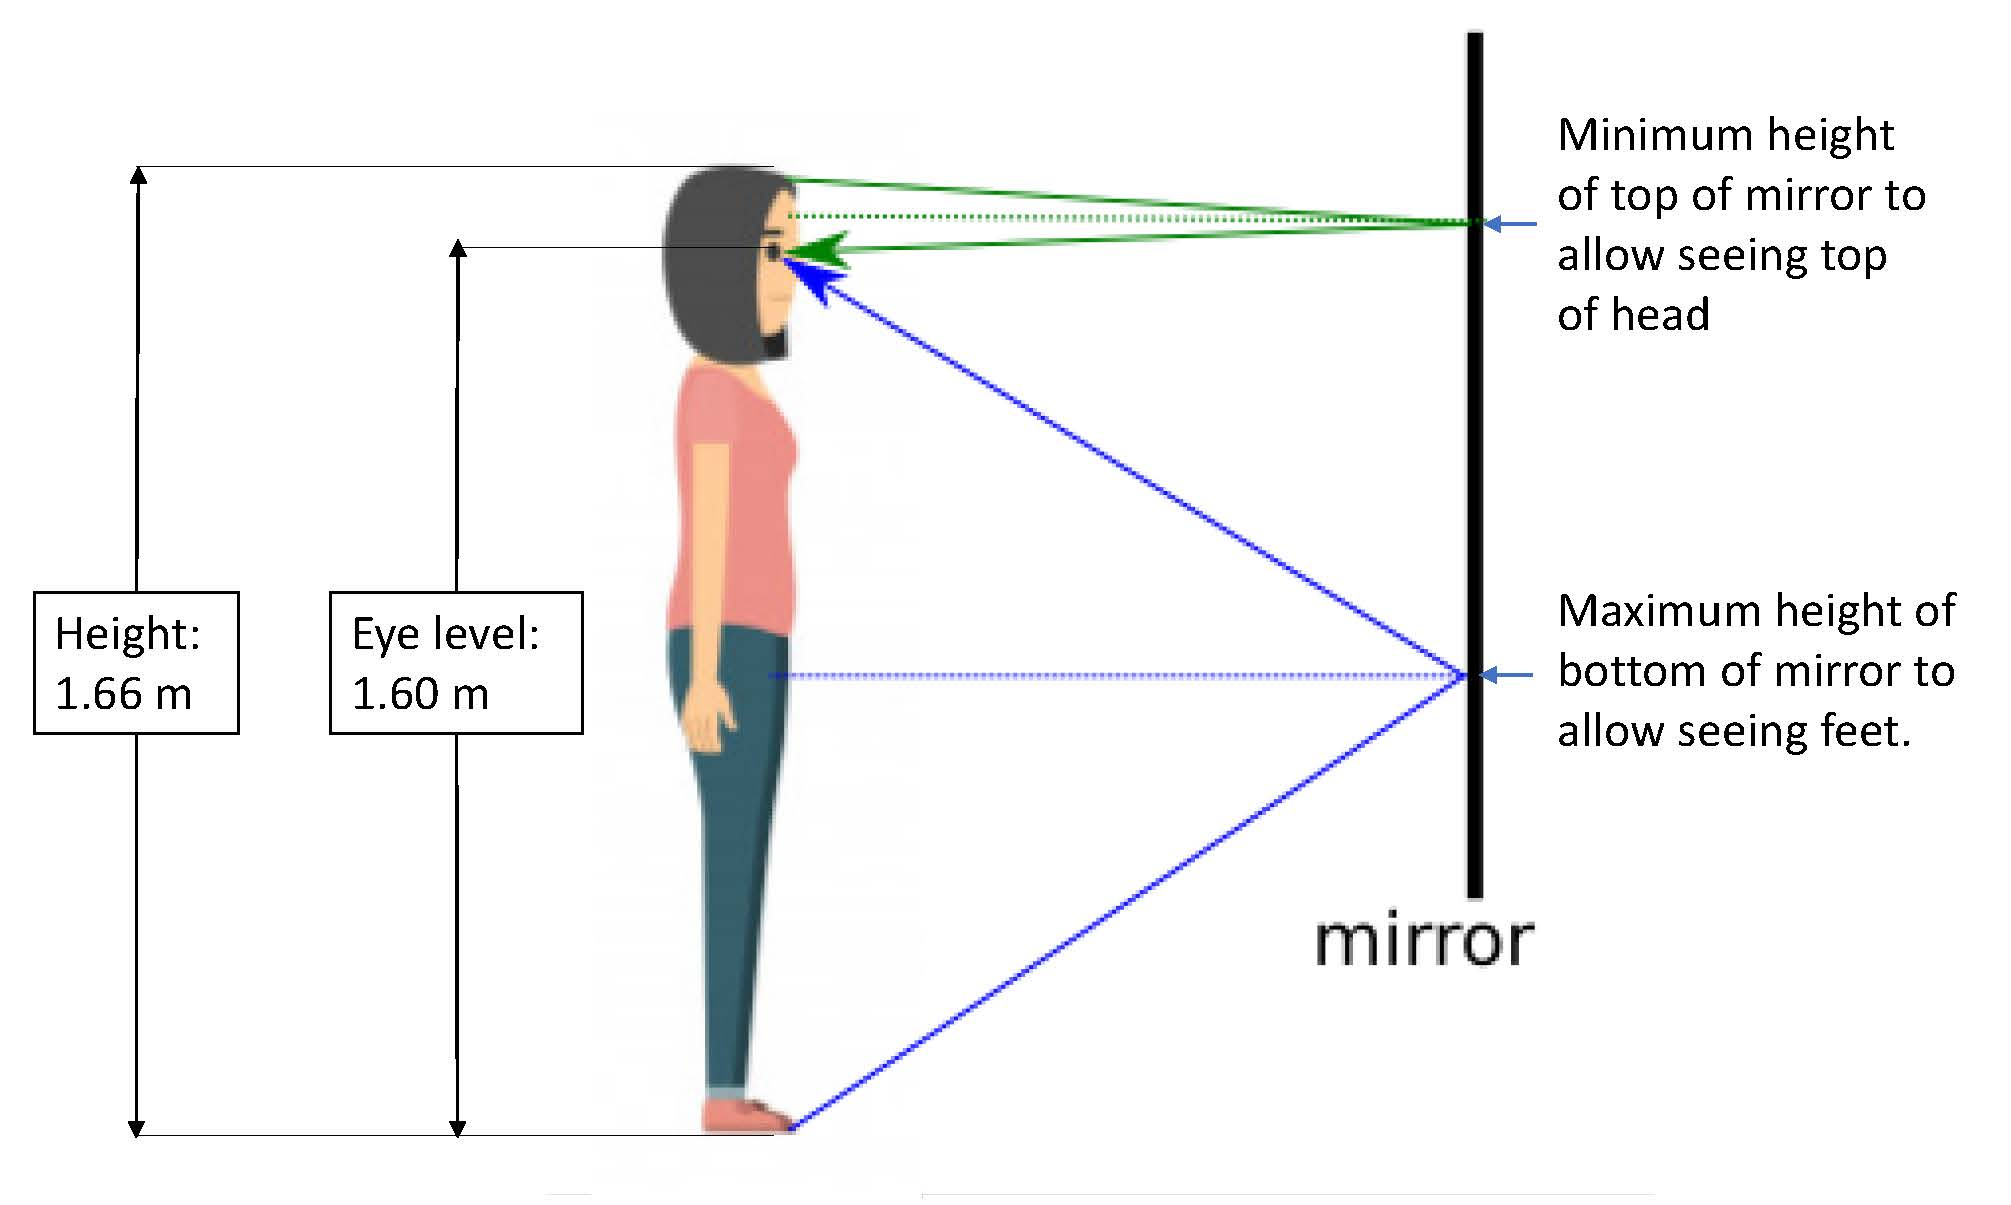 Minimum height
of top of mirror to
allow seeing top
of head
Height:
1.66 m
Eye level:
1.60 m
Maximum height of
bottom of mirror to
allow seeing feet.
mirror